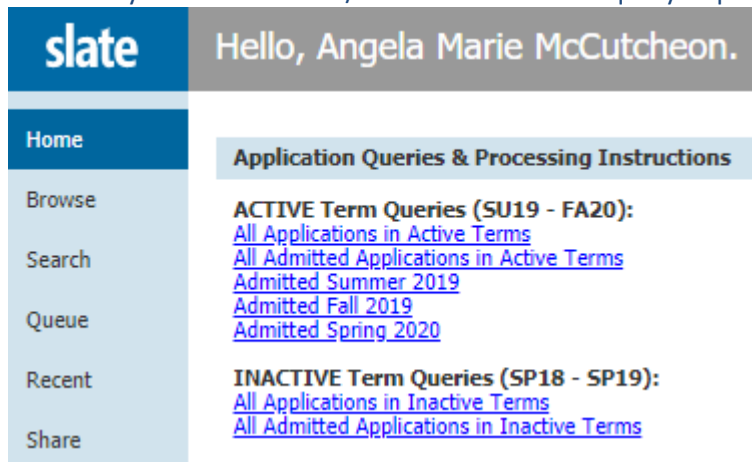 slate
Hello, Angela Marie McCutcheon.
Home
Browse
Search
Queue
Recent
Share
Application Queries & Processing Instructions
ACTIVE Term Queries (SU19 - FA20):
All Applications in Active Terms
All Admitted Applications in Active Terms
Admitted Summer 2019
Admitted Fall 2019
Admitted Spring 2020
INACTIVE Term Queries (SP18 - SP19):
All Applications in Inactive Terms
All Admitted Applications in Inactive Terms